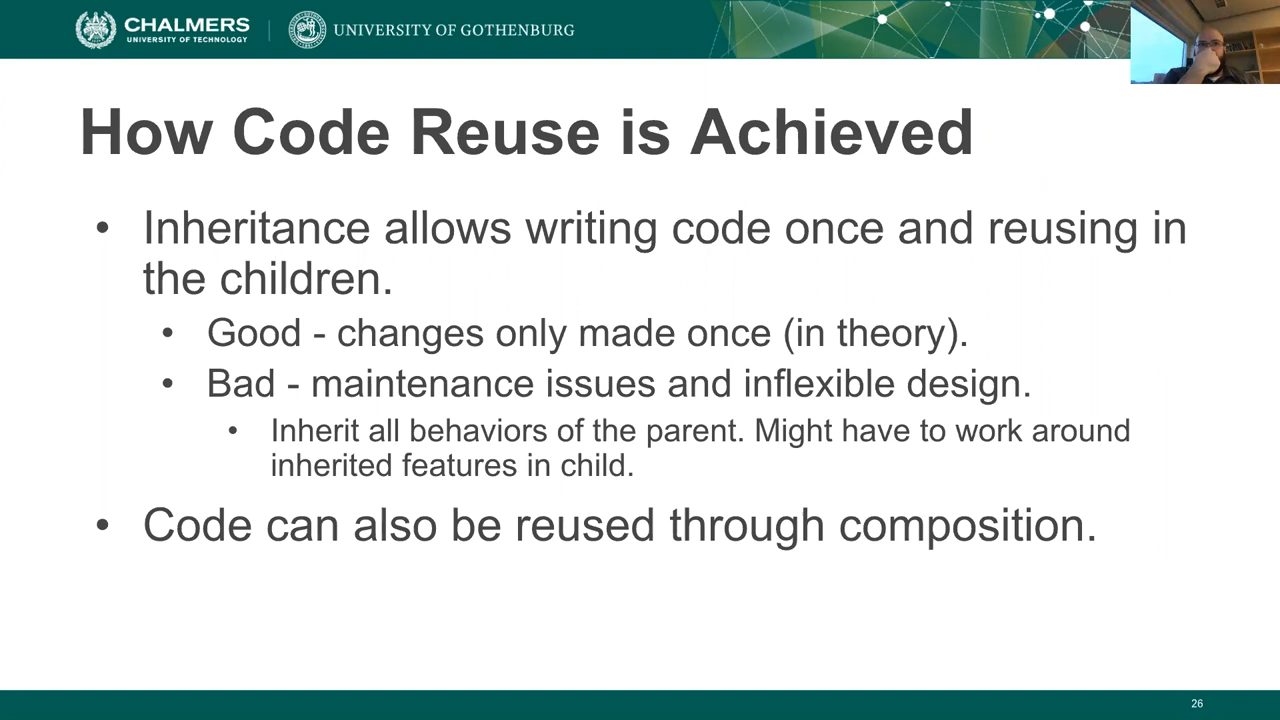 CHALMERS
UNIVERSITY OF TECHNOLOGY
UNIVERSITY OF GOTHENBURG
How Code Reuse is Achieved
• Inheritance allows writing code once and reusing in
the children.
• Good - changes only made once (in theory).
• Bad - maintenance issues and inflexible design.
• Inherit all behaviors of the parent. Might have to work around
inherited features in child.
• Code can also be reused through composition.
26